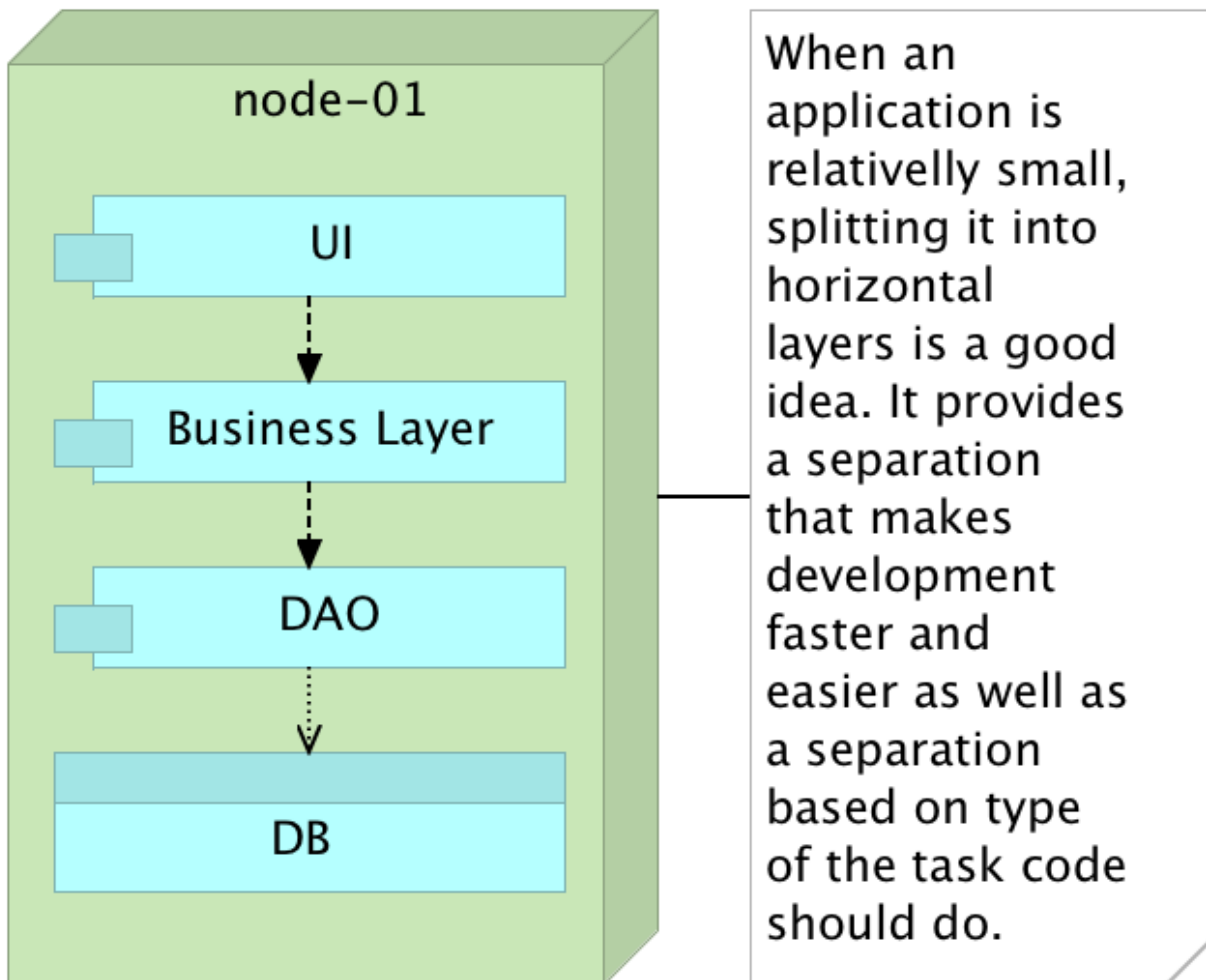 node-01
UI
Business Layer
DAO
DB
When an
application is
relativelly small,
splitting it into
horizontal
layers is a good
idea. It provides
a separation
that makes
development
faster and
easier as well as
a separation
based on type
of the task code
should do.